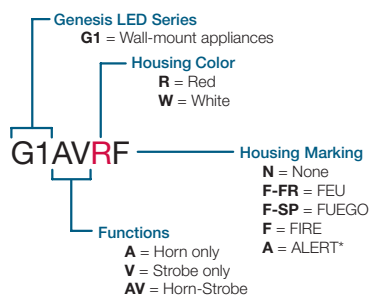 Genesis LED Series
G1 = Wall-mount appliances
Housing Color
R = Red
W = White
G1AVRF
Housing Marking
N = None
F-FR = FEU
F-SP = FUEGO
F = FIRE
A = ALERT*
Functions
A = Horn only
V = Strobe only
AV = Horn-Strobe